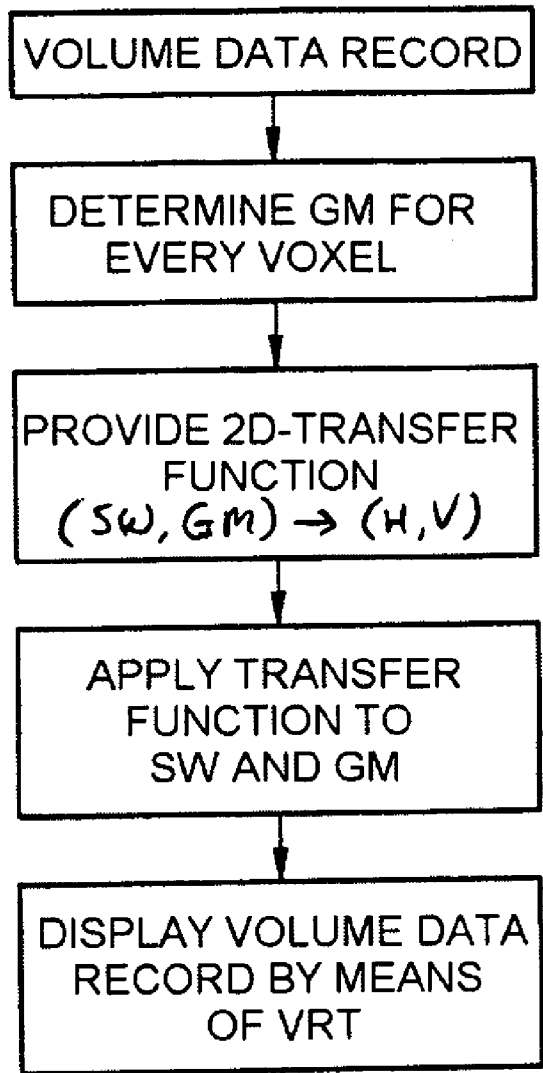 VOLUME DATA RECORD
DETERMINE GM FOR
EVERY VOXEL
PROVIDE 2D-TRANSFER
FUNCTION
(SW, GM) → (H, V)
APPLY TRANSFER
FUNCTION TO
SW AND GM
DISPLAY VOLUME DATA
RECORD BY MEANS
OF VRT